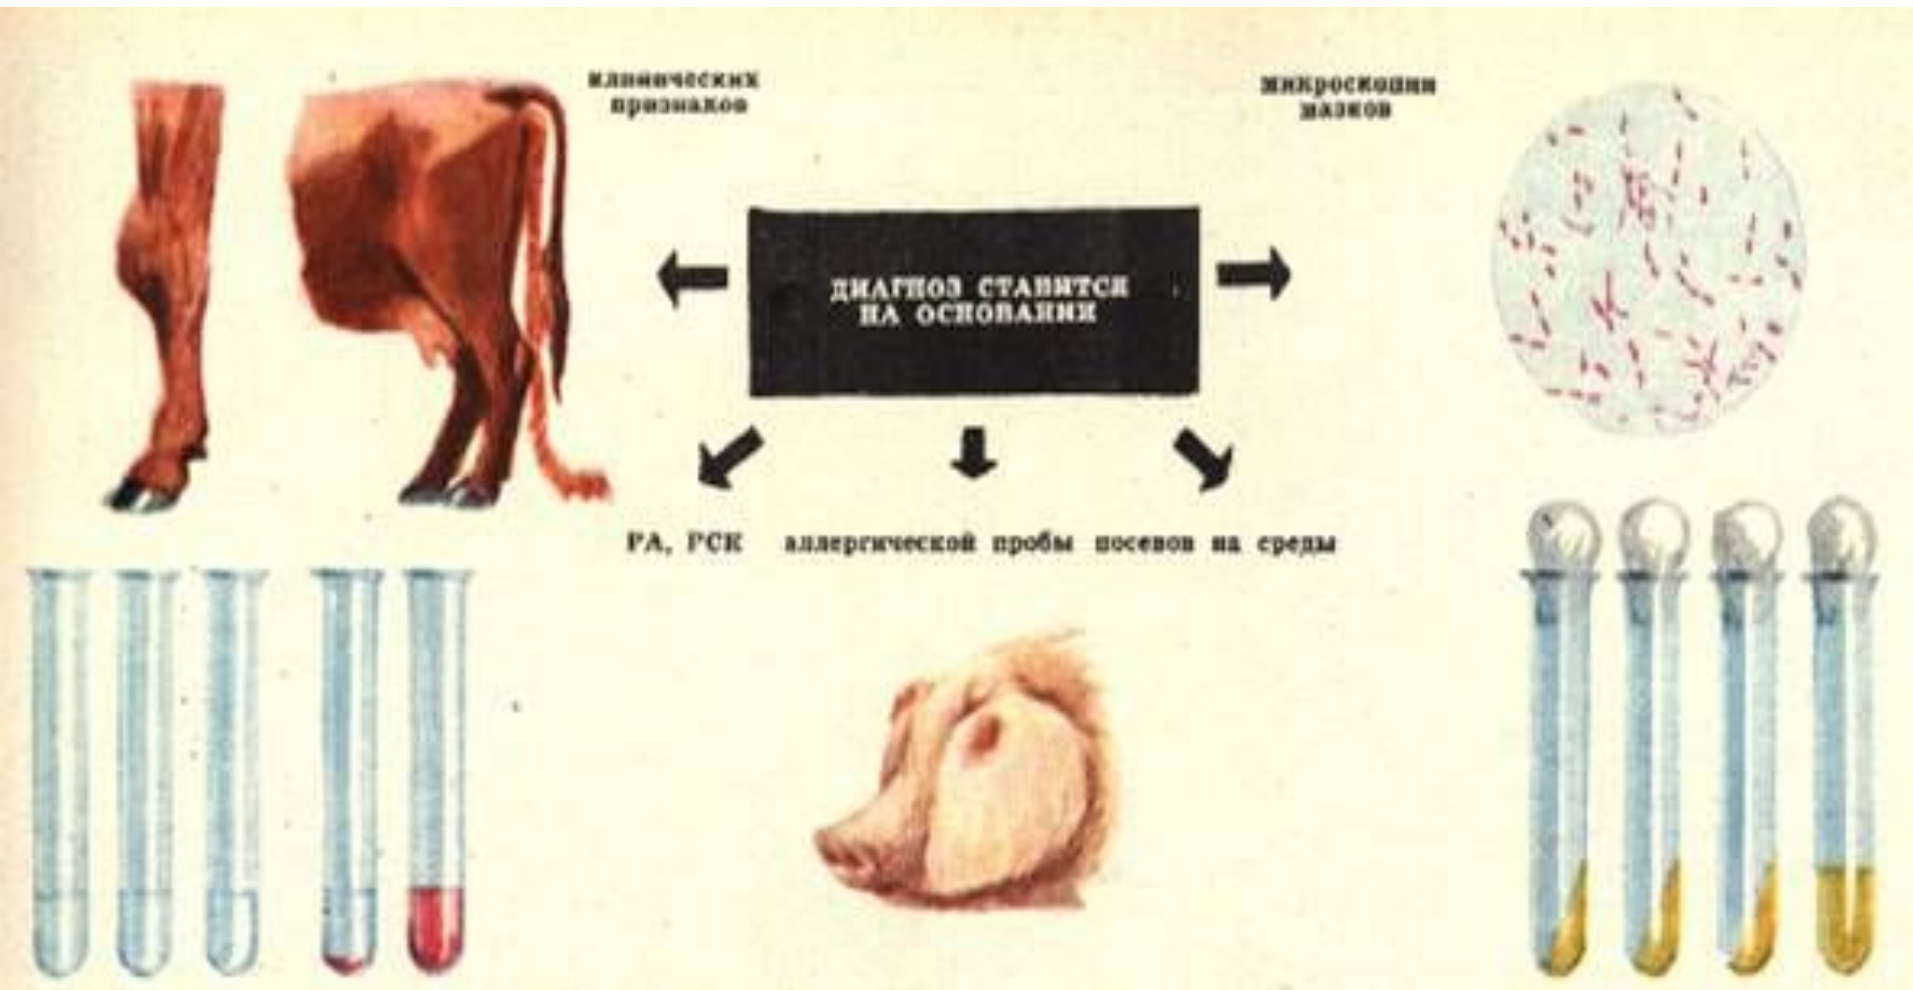 клинических
признаков
микроскопии
мазков
ДИАГНОЗ СТАВИТСЯ
НА ОСНОВАНИИ
РА, РСК аллергической пробы посевов на среды